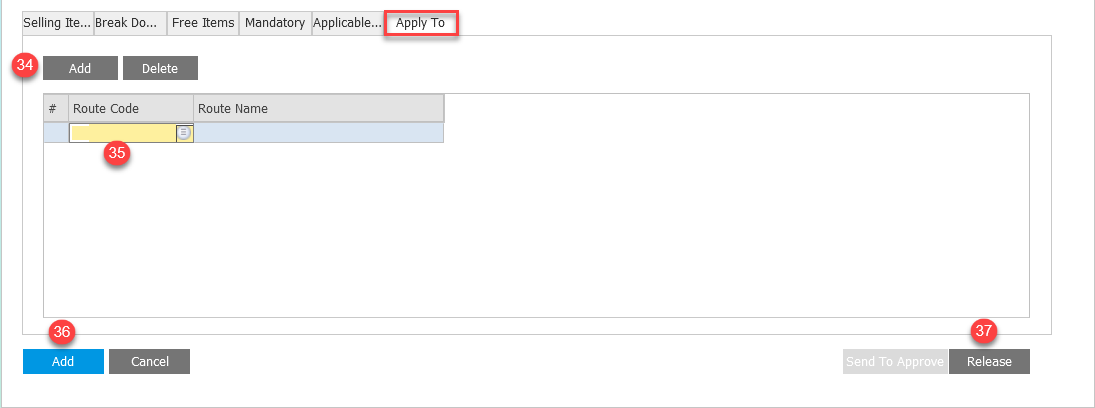 Selling Ite... Break Do... Free Items Mandatory Applicable... Apply To
34 Add Delete
# Route Code Route Name
35
36 37
Add Cancel Send To Approve Release